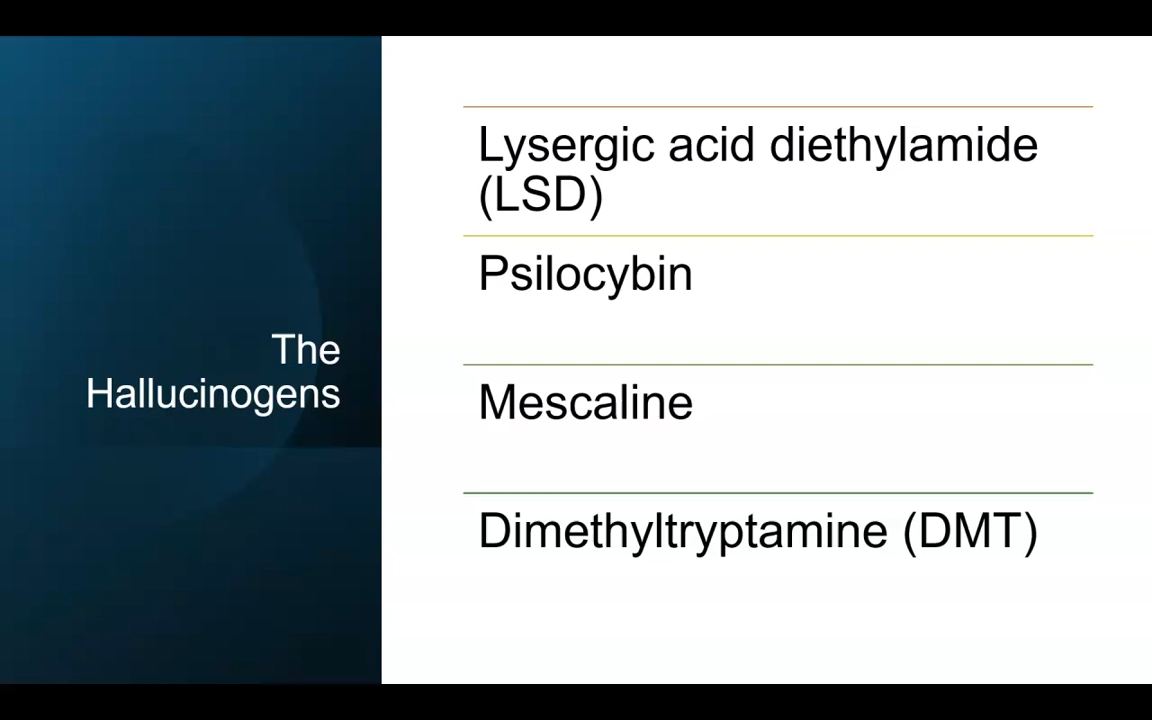 The
Hallucinogens
Lysergic acid diethylamide
(LSD)
Psilocybin
Mescaline
Dimethyltryptamine (DMT)